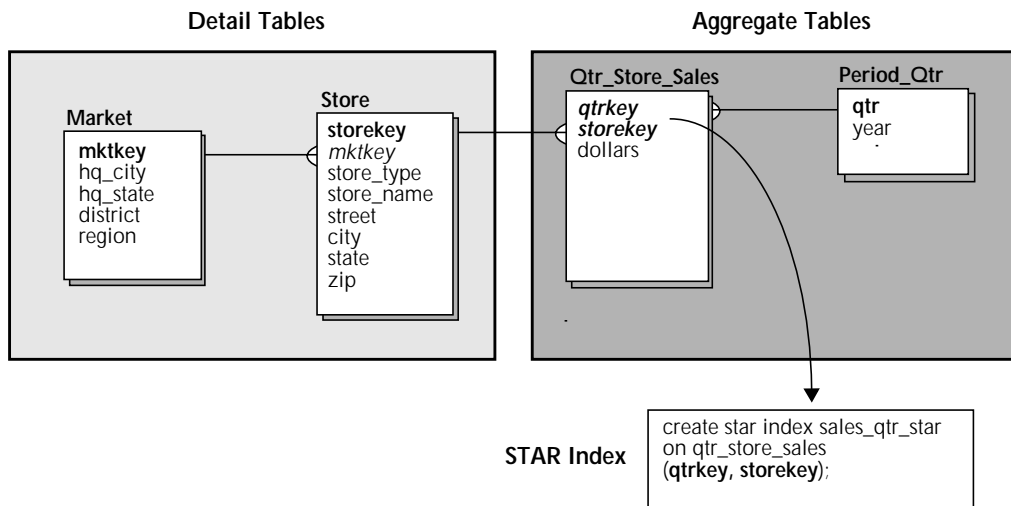 Detail Tables
Aggregate Tables
Market
mktkey
hq_city
hq_state
district
region
Store
storekey
mktkey
store_type
store_name
street
city
state
zip
Qtr_Store_Sales
qtrkey
storekey
dollars
Period_Qtr
qtr
year
.
.
STAR Index
create star index sales_qtr_star
on qtr_store_sales
(qtrkey, storekey);